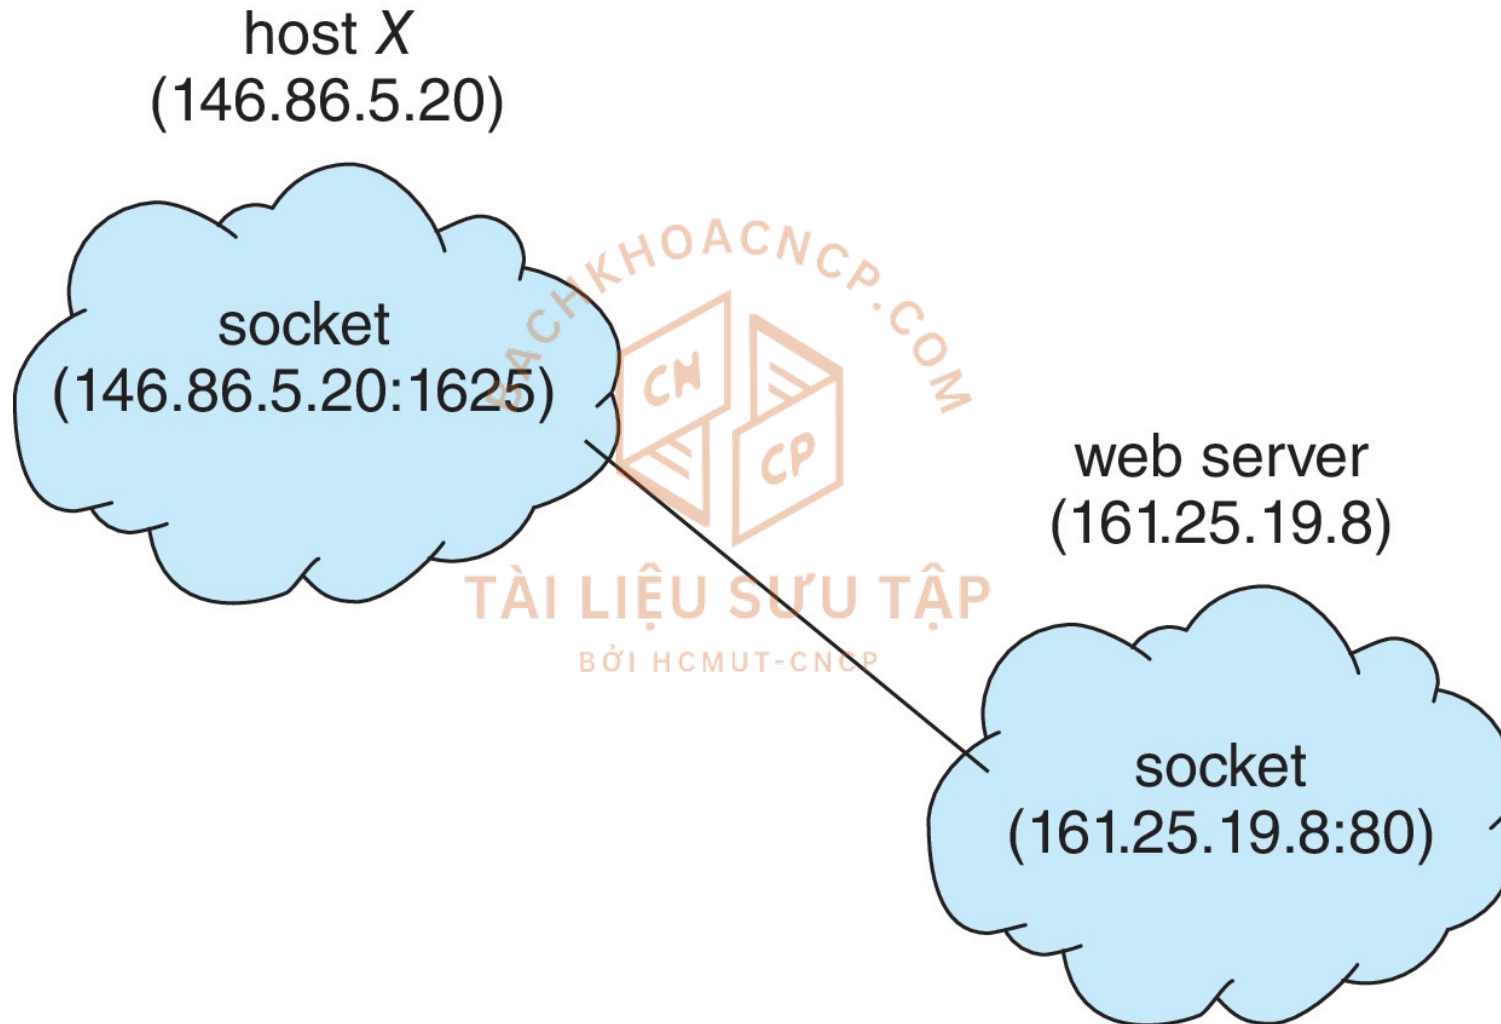 host X
(146.86.5.20)
socket
(146.86.5.20:1625)
BACHKHOACNCP.COM
CN
CP
web server
(161.25.19.8)
TÀI LIỆU SƯU TẬP
BỞI HCMUT-CNCP
socket
(161.25.19.8:80)